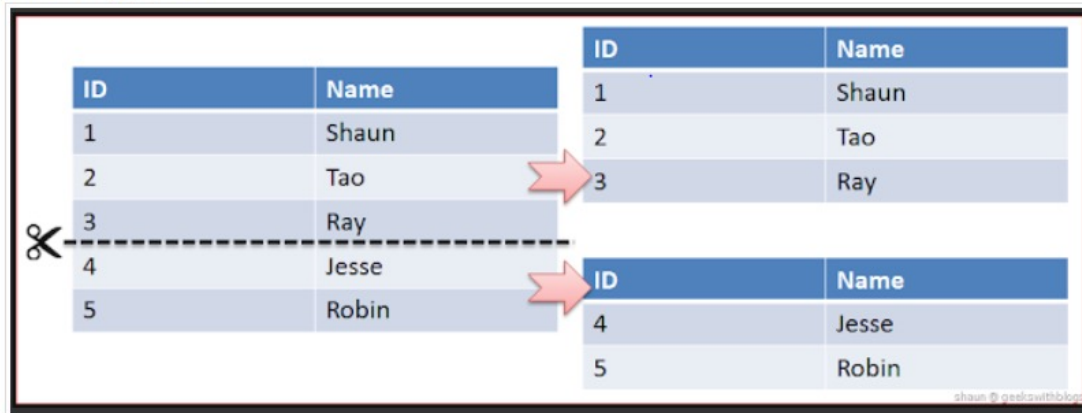 ID Name
1 Shaun
2 Tao
3 Ray
4 Jesse
5 Robin
ID Name
1 Shaun
2 Tao
3 Ray
ID Name
4 Jesse
5 Robin
shaun @ geekswithblogs